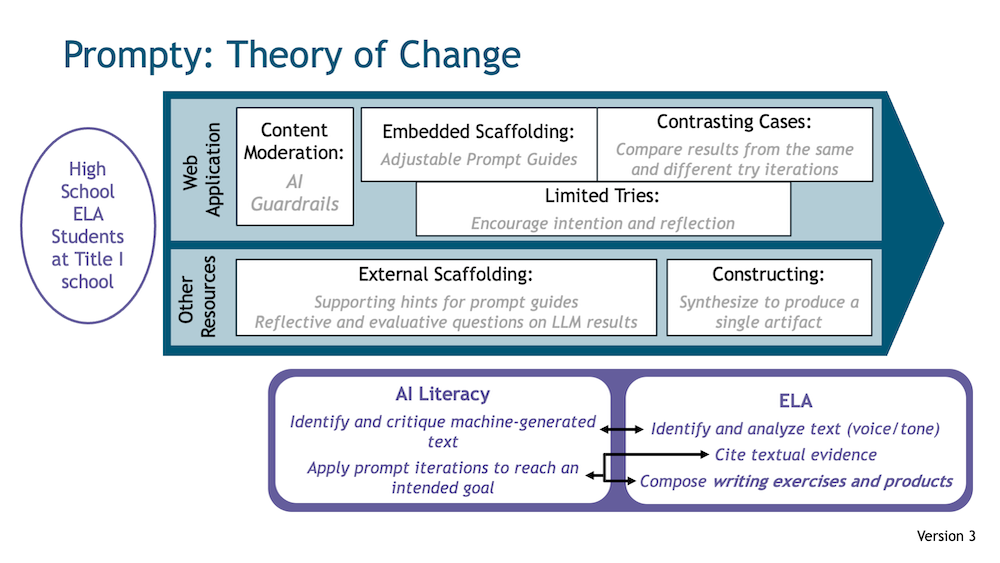 Prompty: Theory of Change
High
School
ELA
Students
at Title I
school
Web
Application
Content
Moderation:
AI
Guardrails
Embedded Scaffolding:
Adjustable Prompt Guides
Contrasting Cases:
Compare results from the same
and different try iterations
Limited Tries:
Encourage intention and reflection
Other
Resources
External Scaffolding:
Supporting hints for prompt guides
Reflective and evaluative questions on LLM results
Constructing:
Synthesize to produce a
single artifact
AI Literacy
Identify and critique machine-generated
text
Apply prompt iterations to reach an
intended goal
ELA
Identify and analyze text (voice/tone)
Cite textual evidence
Compose writing exercises and products
Version 3